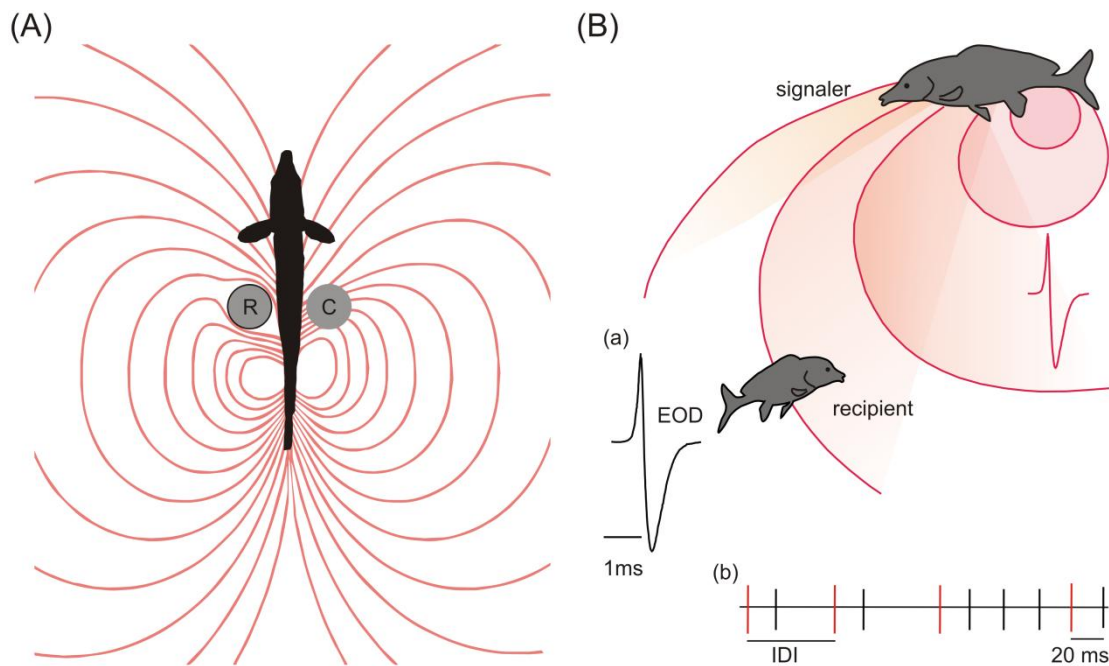 (A)
R
C
(B)
signaler
(a)
EOD
recipient
1ms
(b)
IDI
20 ms